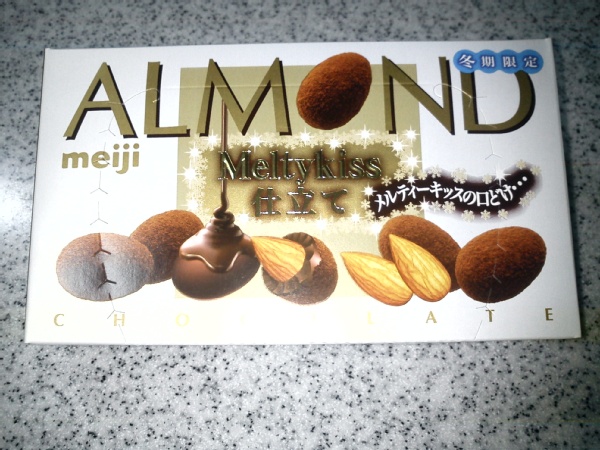 冬期限定
ALMOND
meiji
Meltykiss
仕立て
メルティーキッスの口どけ…
CHOCOLATE